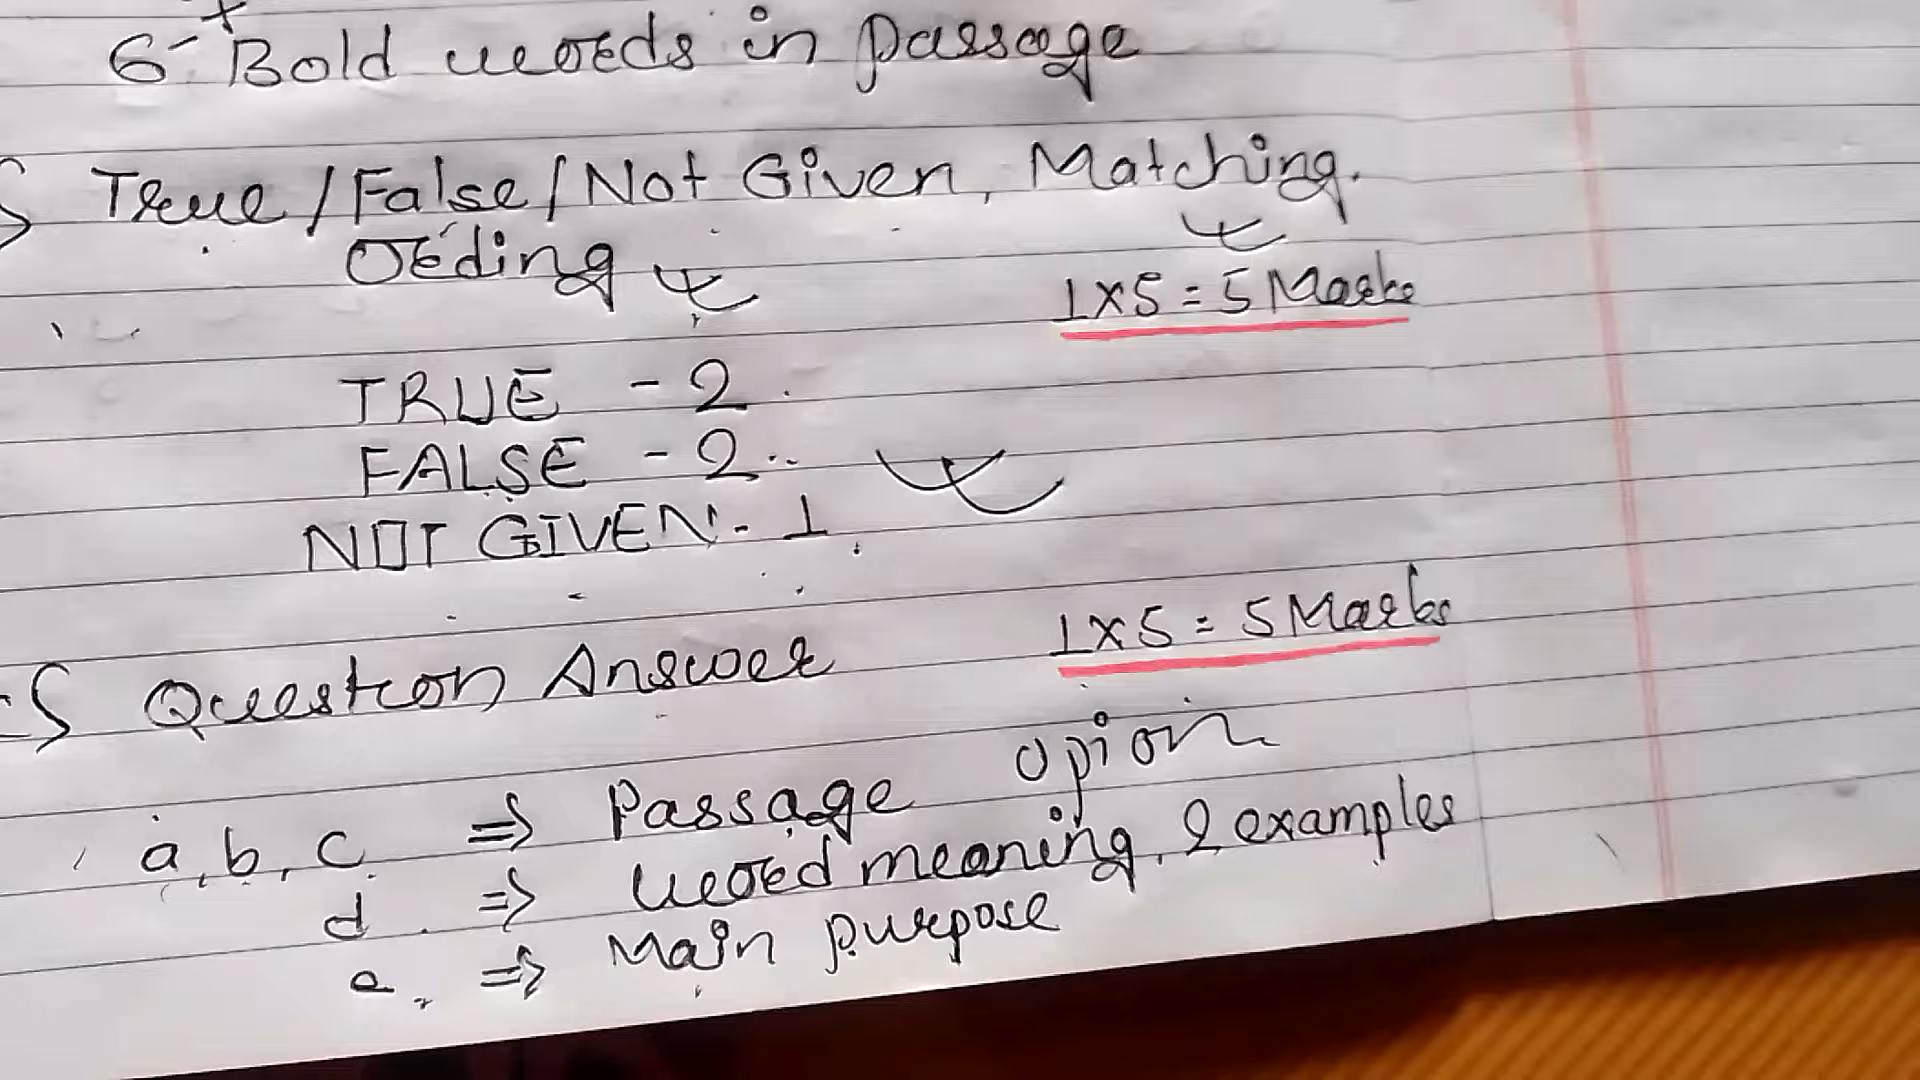 6- Bold words in passage
True/False/Not Given, Matching.
Ording
1×5 = 5 Marks
TRUE - 2
FALSE - 2
NOT GIVEN - 1
1×5 = 5 Marks
Question Answer
a, b, c ⇒ Passage opion
d ⇒ word meaning, 2 examples
e, ⇒ Main purpose